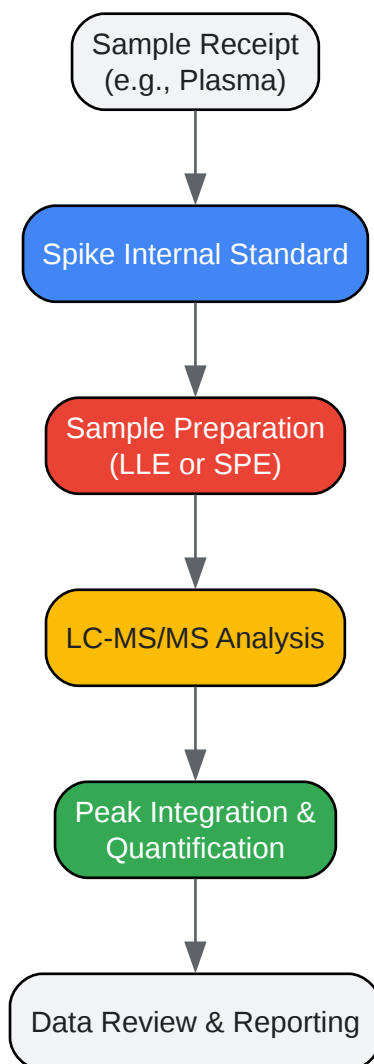 Sample Receipt
(e.g., Plasma)
Spike Internal Standard
Sample Preparation
(LLE or SPE)
LC-MS/MS Analysis
Peak Integration &
Quantification
Data Review & Reporting